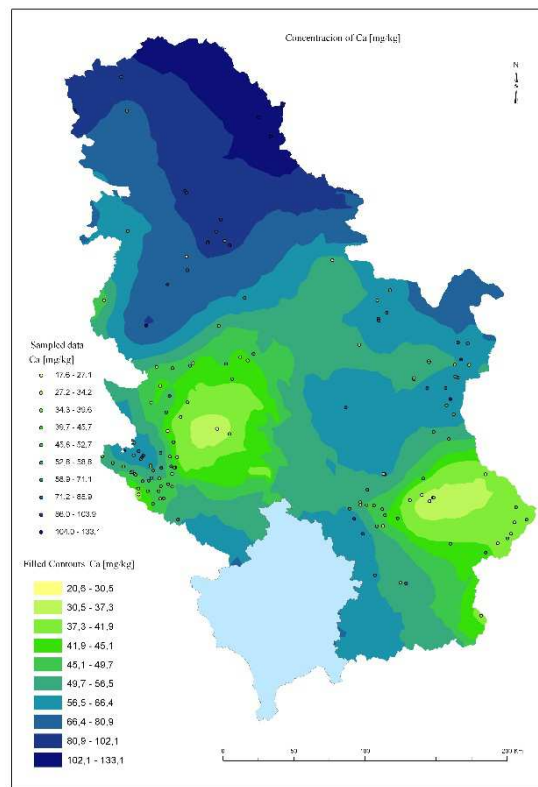 Concentracion of Ca [mg/kg]
N
Sampled data
Ca [mg/kg]
17.6 - 27.1
27.2 - 34.2
34.3 - 39.6
39.7 - 45.7
45.8 - 52.7
52.8 - 58.8
58.9 - 71.1
71.2 - 85.9
86.0 - 103.9
104.0 - 133.1
Filled Contours Ca [mg/kg]
20,6 - 30,5
30,5 - 37,3
37,3 - 41,9
41,9 - 45,1
45,1 - 49,7
49,7 - 56,5
56,5 - 66,4
66,4 - 80,9
80,9 - 102,1
102,1 - 133,1
0 50 100